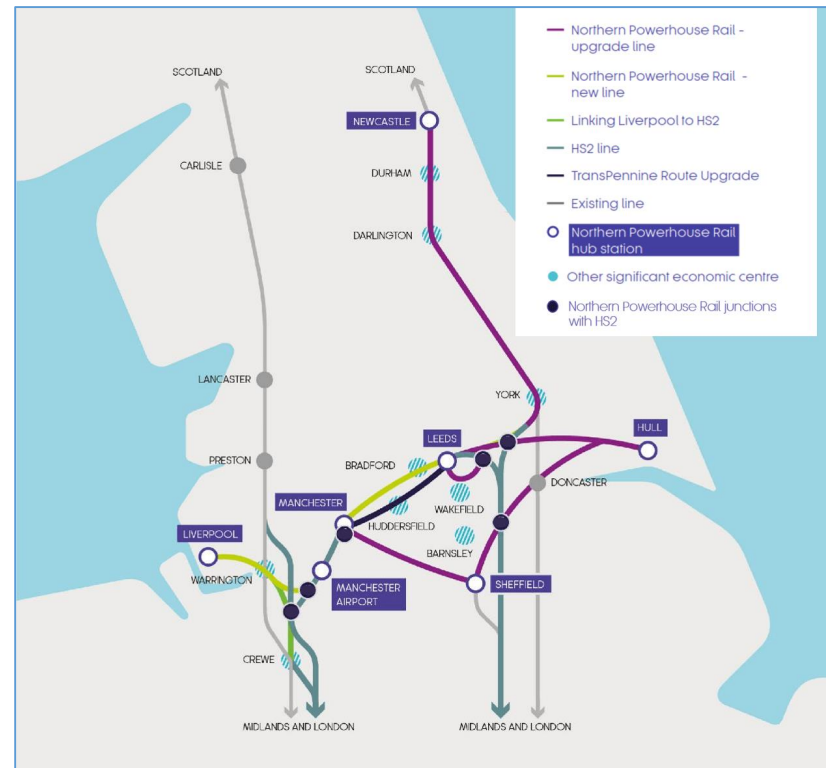 Northern Powerhouse Rail -
upgrade line
Northern Powerhouse Rail -
new line
Linking Liverpool to HS2
HS2 line
TransPennine Route Upgrade
Existing line
Northern Powerhouse Rail
hub station
Other significant economic centre
Northern Powerhouse Rail junctions
with HS2
SCOTLAND
SCOTLAND
NEWCASTLE
CARLISLE
DURHAM
DARLINGTON
LANCASTER
YORK
HULL
LEEDS
PRESTON
BRADFORD
DONCASTER
WAKEFIELD
MANCHESTER
HUDDERSFIELD
LIVERPOOL
BARNSLEY
WARRINGTON
MANCHESTER
AIRPORT
SHEFFIELD
CREWE
MIDLANDS AND LONDON
MIDLANDS AND LONDON